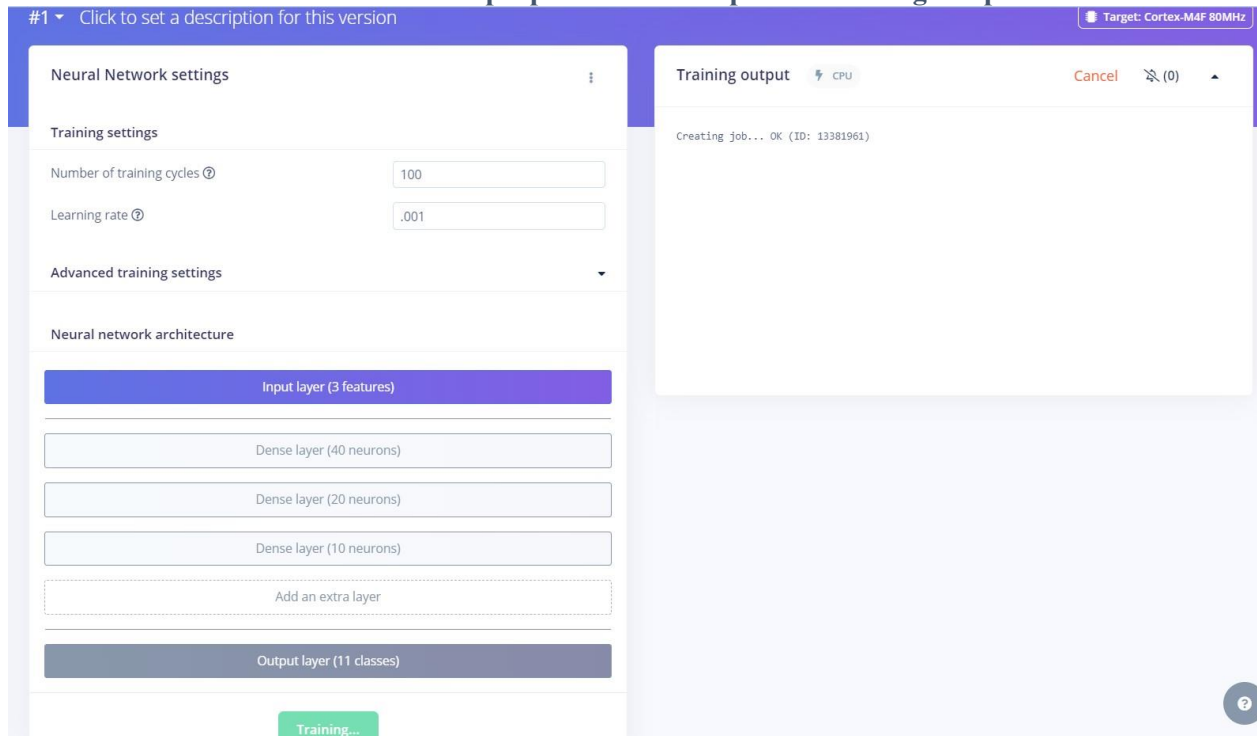 #1 Click to set a description for this version
Target: Cortex-M4F 80MHz
Neural Network settings
Training settings
Number of training cycles
100
Learning rate
.001
Advanced training settings
Neural network architecture
Input layer (3 features)
Dense layer (40 neurons)
Dense layer (20 neurons)
Dense layer (10 neurons)
Add an extra layer
Output layer (11 classes)
Training...
Training output CPU Cancel (0)
Creating job... OK (ID: 13381961)